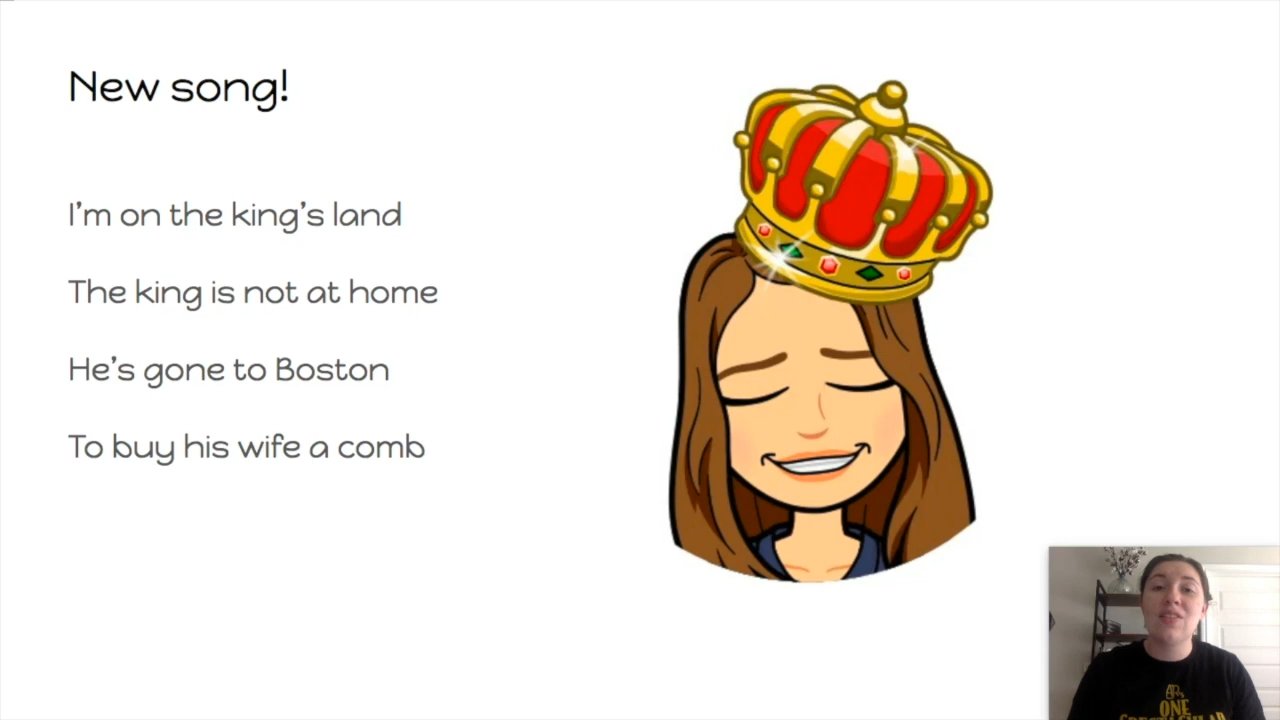 New song!
I'm on the king's land
The king is not at home
He's gone to Boston
To buy his wife a comb
ONE